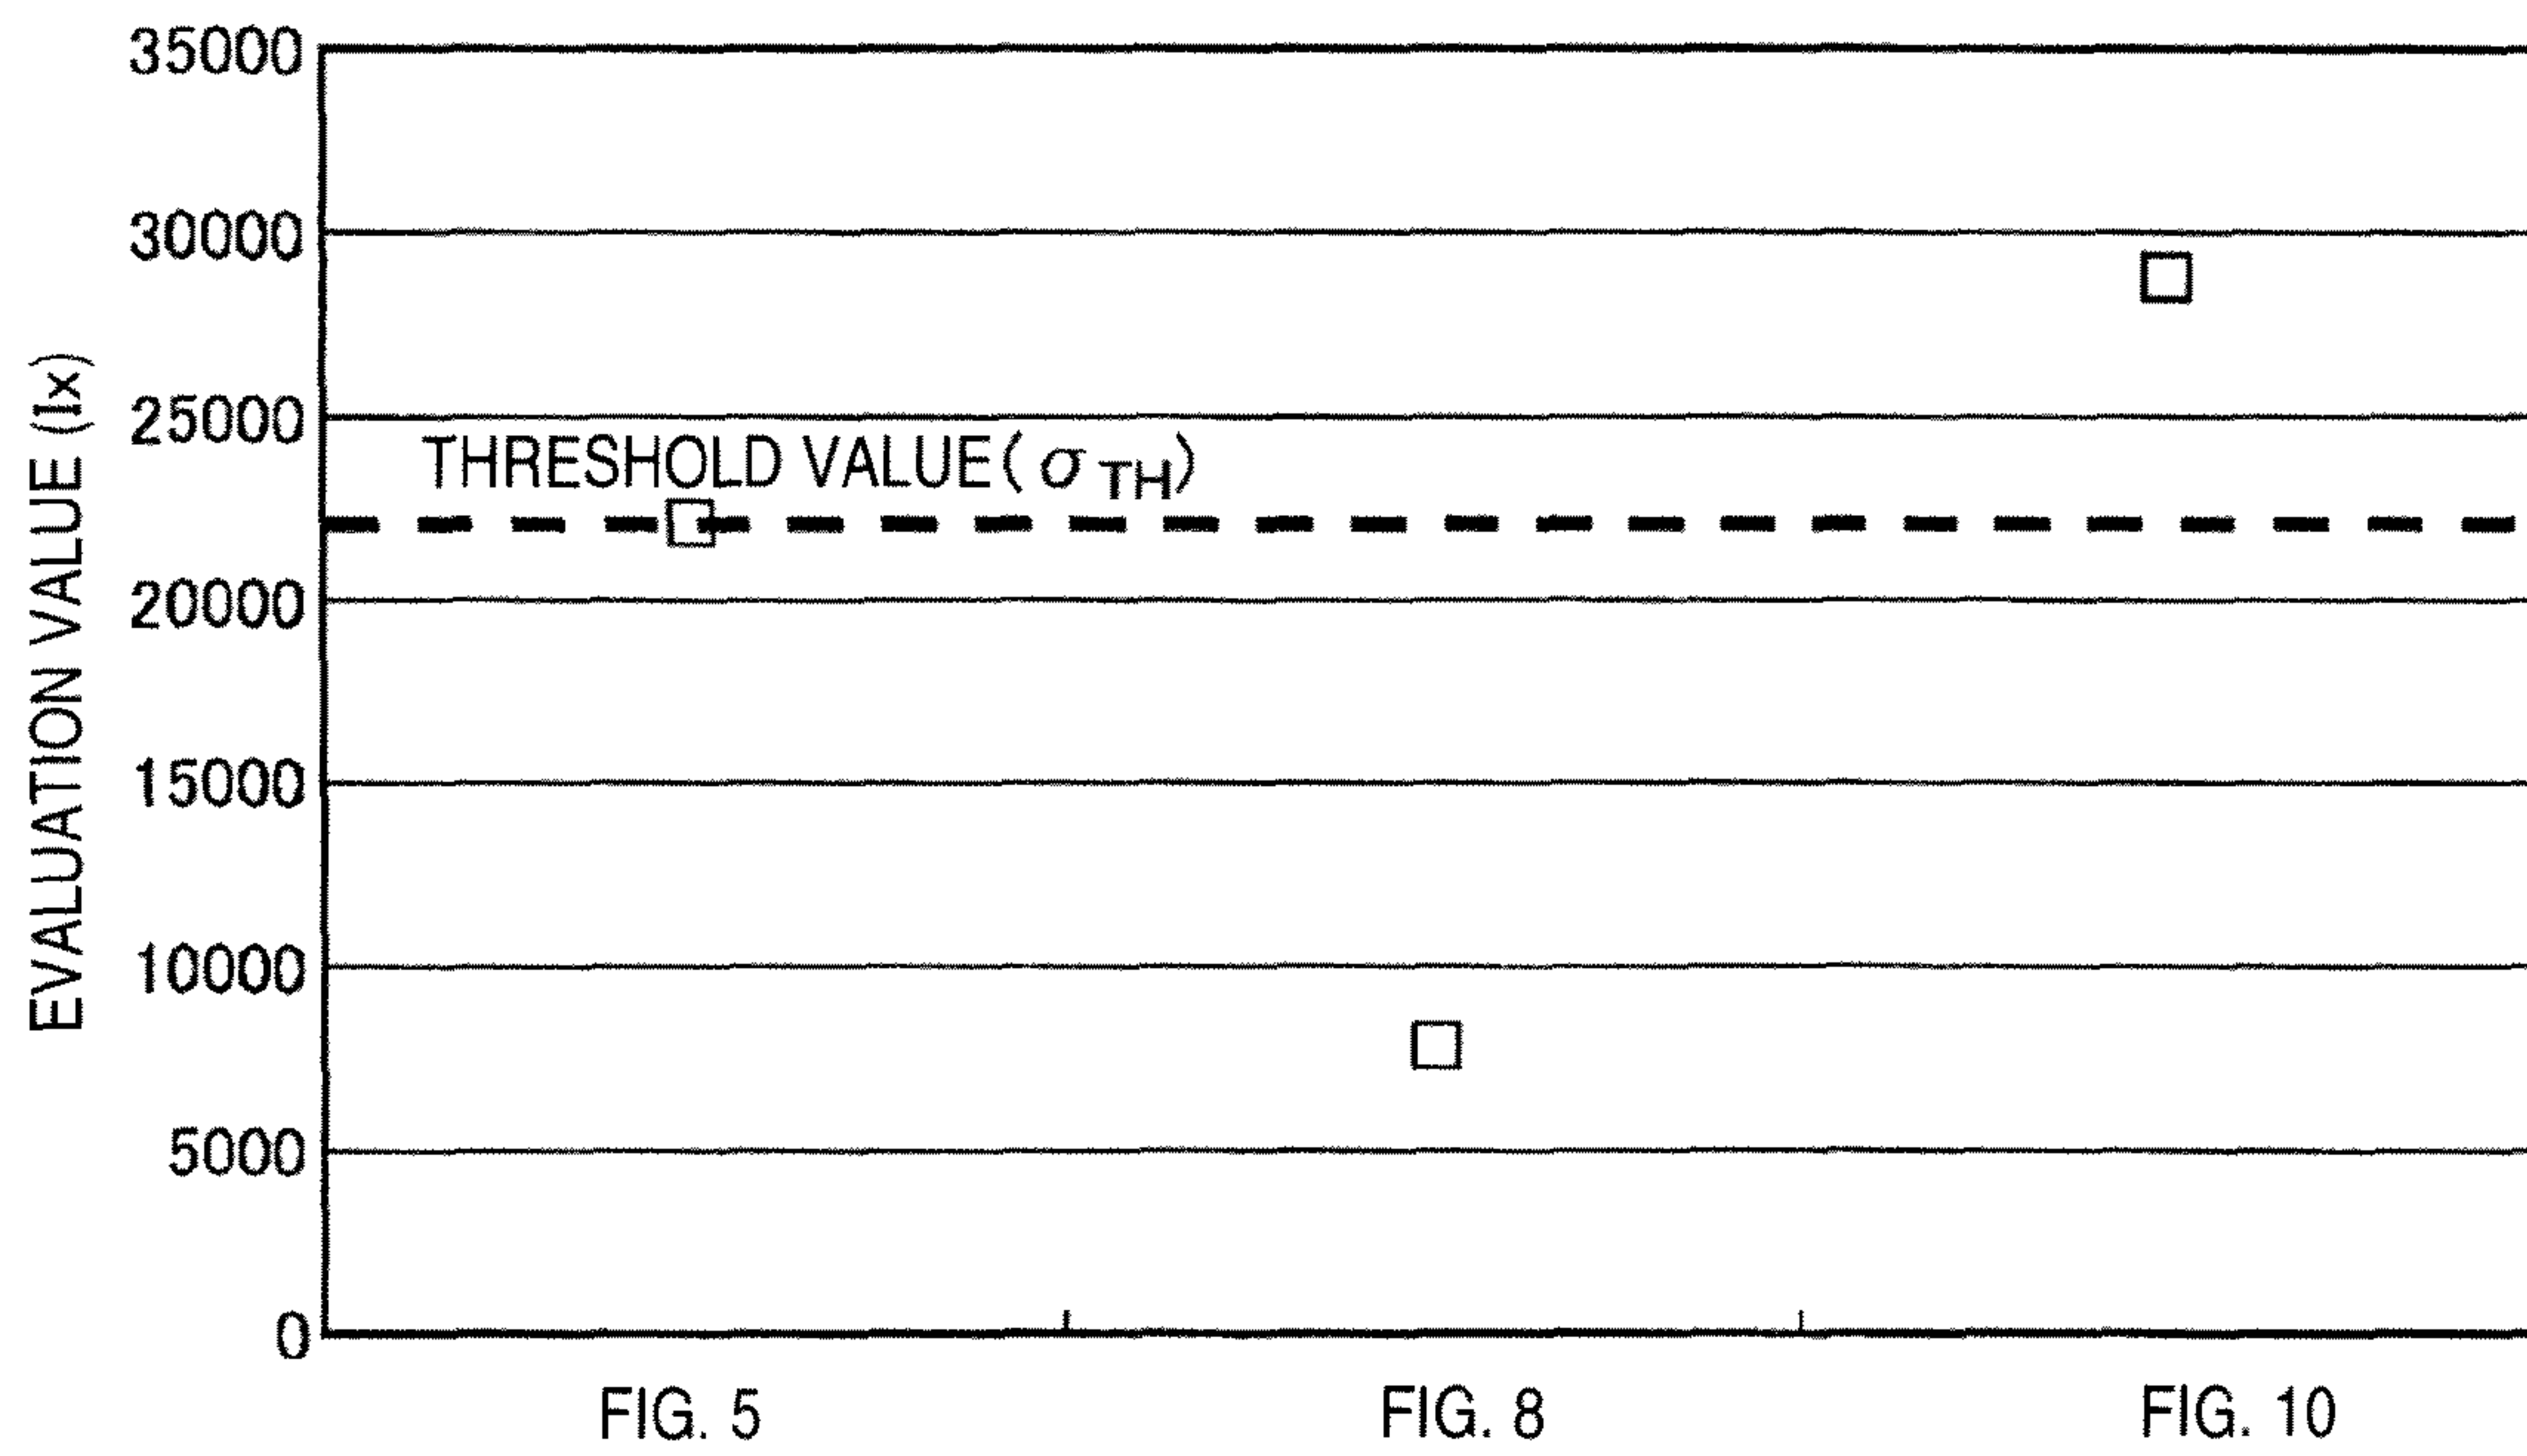 35000
30000
25000
20000
15000
10000
5000
0
EVALUATION VALUE (Ix)
THRESHOLD VALUE(σTH)
FIG. 5
FIG. 8
FIG. 10